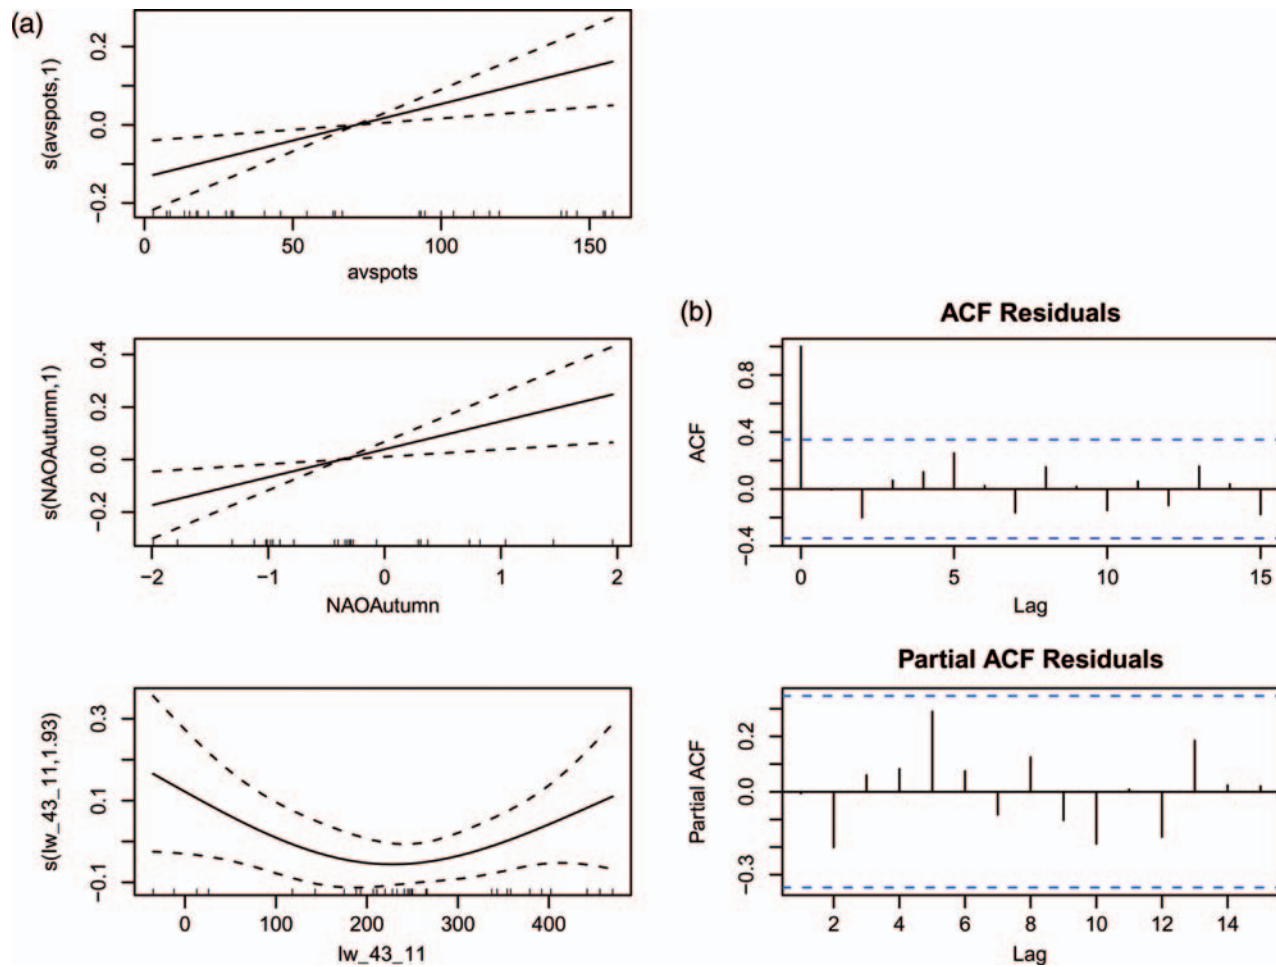 (a)
s(avspots,1)
0.2
0.0
−0.2
0 50 100 150
avspots
s(NAOAutumn,1)
0.4
0.2
0.0
−0.2
−2 −1 0 1 2
NAOAutumn
s(lw_43_11,1.93)
0.3
0.1
−0.1
0 100 200 300 400
lw_43_11
(b)
ACF Residuals
ACF
0.8
0.4
0.0
−0.4
0 5 10 15
Lag
Partial ACF Residuals
Partial ACF
0.2
0.0
−0.3
2 4 6 8 10 12 14
Lag